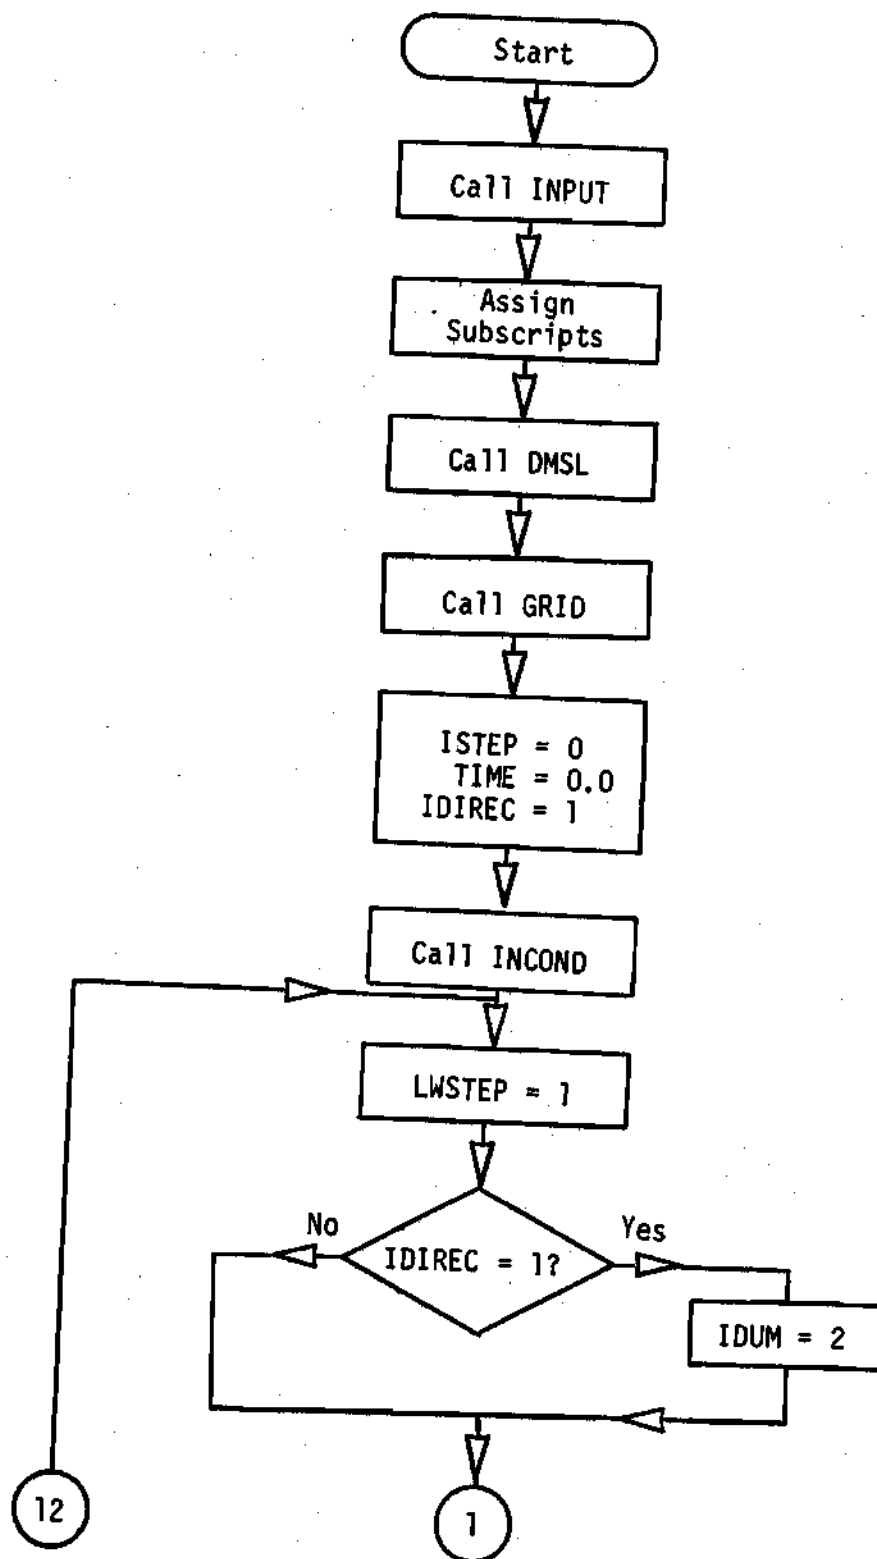 Start
Call INPUT
Assign
Subscripts
Call DMSL
Call GRID
ISTEP = 0
TIME = 0.0
IDIREC = 1
Call INCOND
LWSTEP = 1
No
Yes
IDIREC = 1?
IDUM = 2
12
1